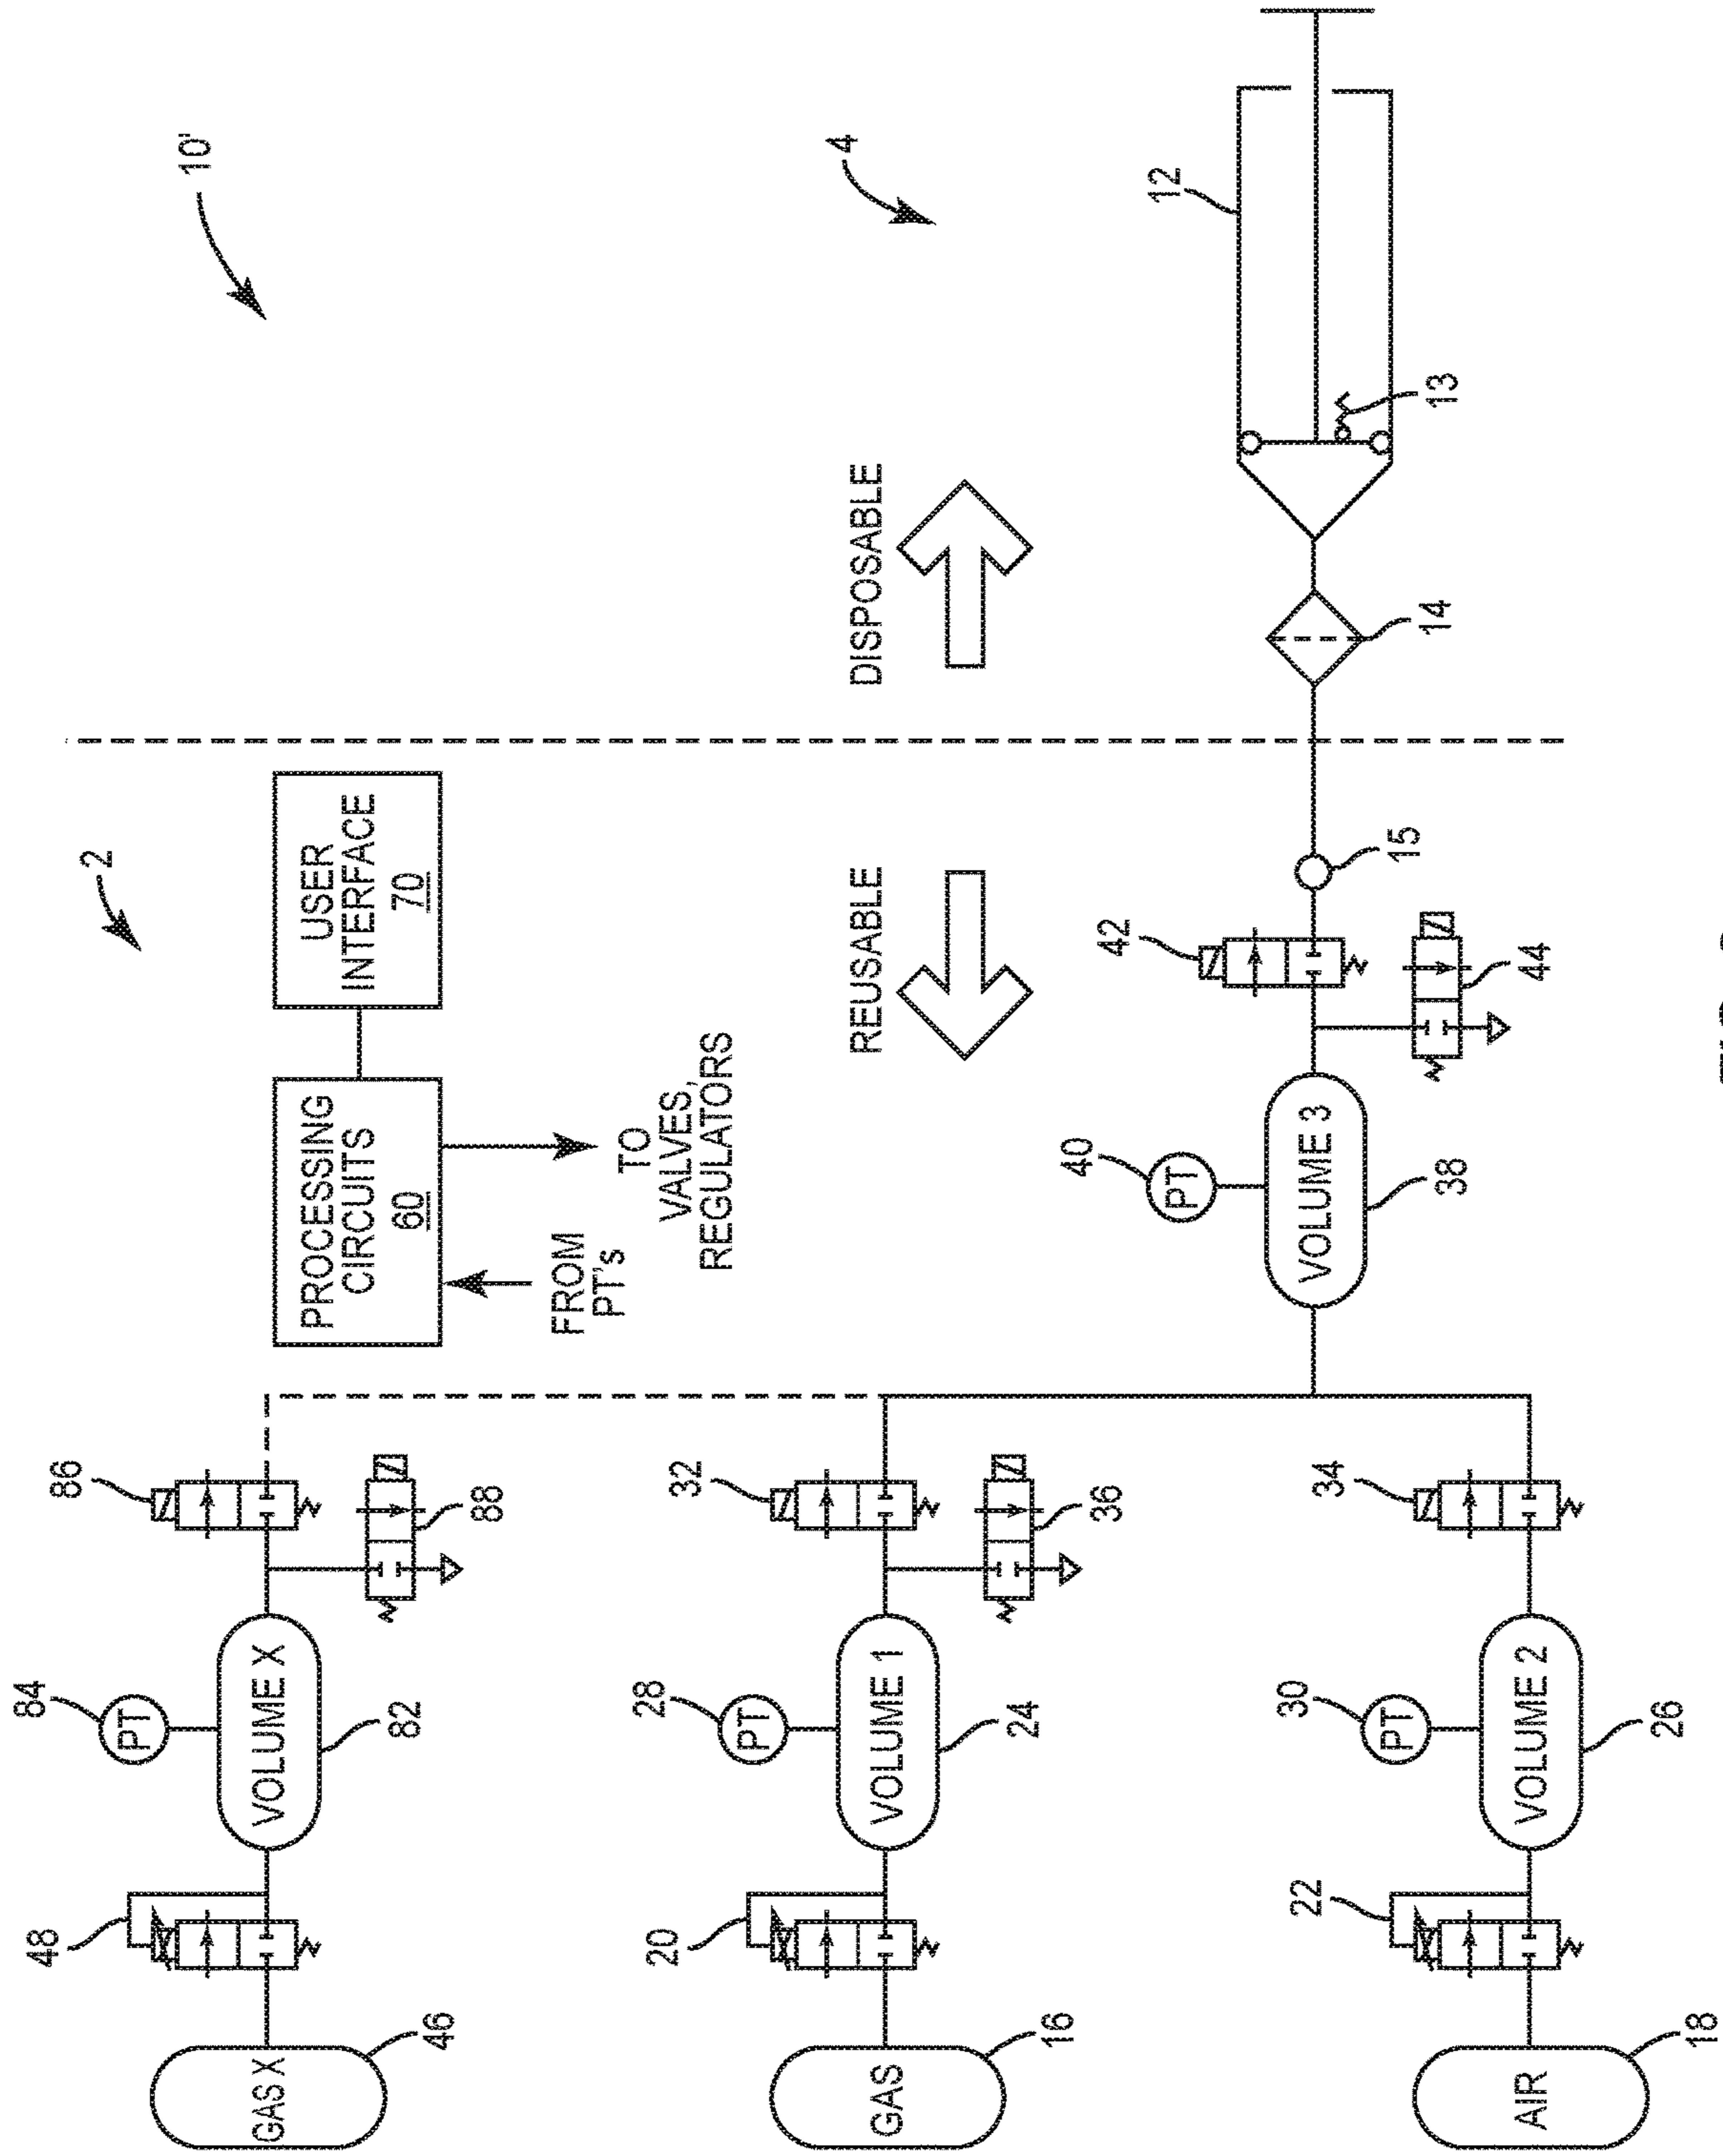 10'
2
4
USER
INTERFACE
70
PROCESSING
CIRCUITS
60
FROM
PT's
TO
VALVES,
REGULATORS
REUSABLE
DISPOSABLE
GAS X
46
48
VOLUME X
82
PT
84
86
88
GAS
16
20
VOLUME 1
24
PT
28
32
36
AIR
18
22
VOLUME 2
26
PT
30
34
VOLUME 3
38
PT
40
42
44
15
14
13
12